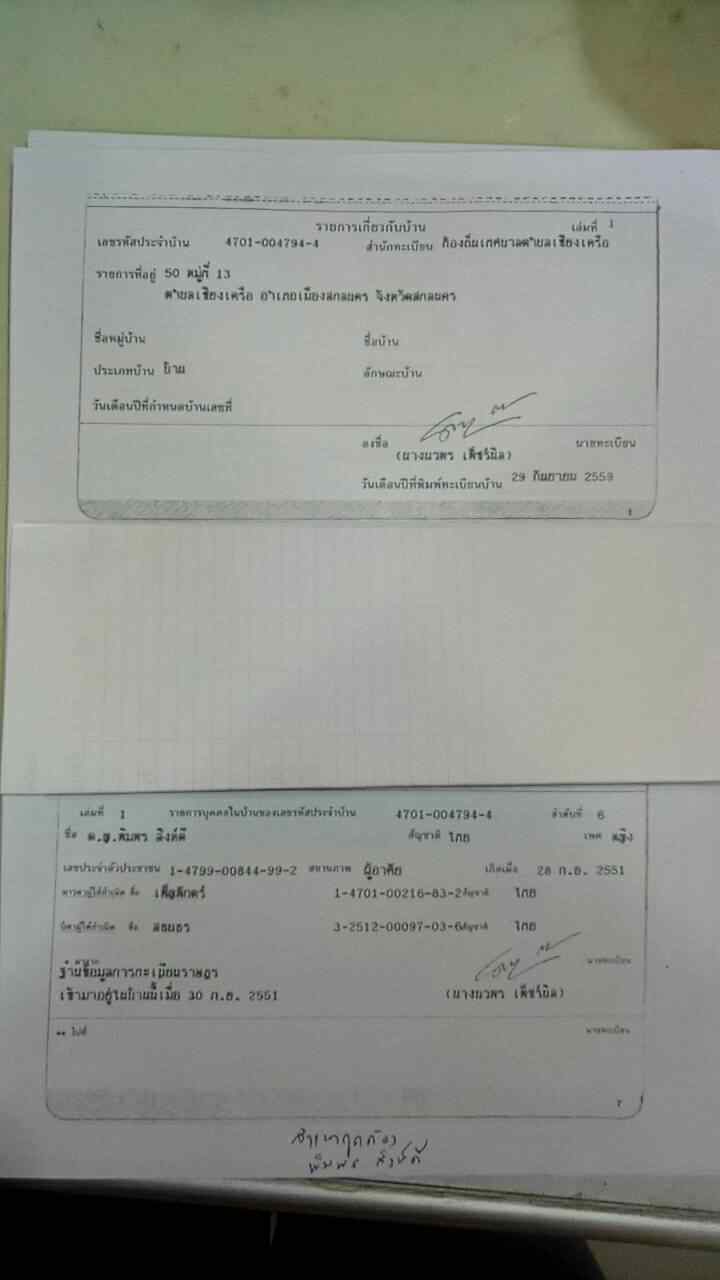 รายการเกี่ยวกับบ้าน เล่มที่ 1
เลขรหัสประจำบ้าน 4701-004794-4 สำนักทะเบียน ท้องถิ่นเทศบาลตำบลเชียงเครือ
รายการที่อยู่ 50 หมู่ที่ 13
ตำบลเชียงเครือ อำเภอเมืองสกลนคร จังหวัดสกลนคร
ชื่อหมู่บ้าน ชื่อบ้าน
ประเภทบ้าน บ้าน ลักษณะบ้าน
วันเดือนปีที่กำหนดบ้านเลขที่
ลงชื่อ นายทะเบียน
(นางนวพร เพ็ชร์นิล)
วันเดือนปีที่พิมพ์ทะเบียนบ้าน 29 กันยายน 2559
1
เล่มที่ 1 รายการบุคคลในบ้านของเลขรหัสประจำบ้าน 4701-004794-4 ลำดับที่ 6
ชื่อ ด.ญ.พิมพร สิงห์ดี สัญชาติ ไทย เพศ หญิง
เลขประจำตัวประชาชน 1-4799-00844-99-2 สถานภาพ ผู้อาศัย เกิดเมื่อ 28 ก.ย. 2551
มารดาผู้ให้กำเนิด ชื่อ เพ็ญลักตร์ 1-4701-00216-83-2 สัญชาติ ไทย
บิดาผู้ให้กำเนิด ชื่อ 3-2512-00097-03-6 สัญชาติ ไทย
ฐานข้อมูลการทะเบียนราษฎร นายทะเบียน
เข้ามาอยู่ในบ้านนี้เมื่อ 30 ก.ย. 2551 (นางนวพร เพ็ชร์นิล)
** ไปที่ นายทะเบียน
7
สำเนาถูกต้อง
พิมพร สิงห์ดี